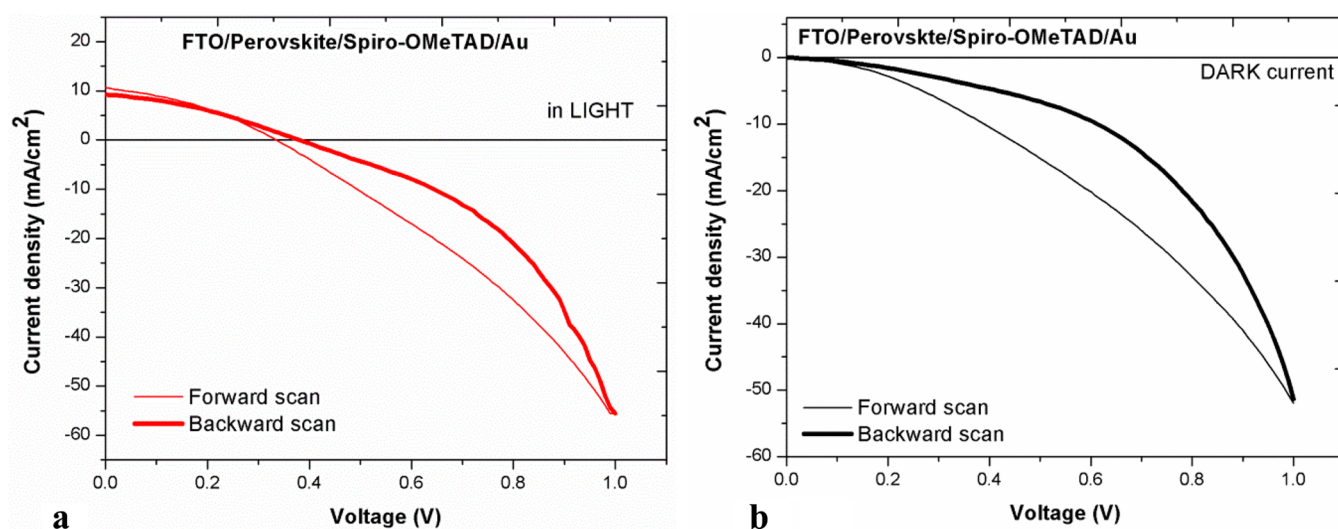 FTO/Perovskite/Spiro-OMeTAD/Au
in LIGHT
Current density (mA/cm²)
20
10
0
-10
-20
-30
-40
-50
-60
Forward scan
Backward scan
0.0 0.2 0.4 0.6 0.8 1.0
Voltage (V)
a
FTO/Perovskte/Spiro-OMeTAD/Au
DARK current
Current density (mA/cm²)
0
-10
-20
-30
-40
-50
-60
Forward scan
Backward scan
0.0 0.2 0.4 0.6 0.8 1.0
Voltage (V)
b